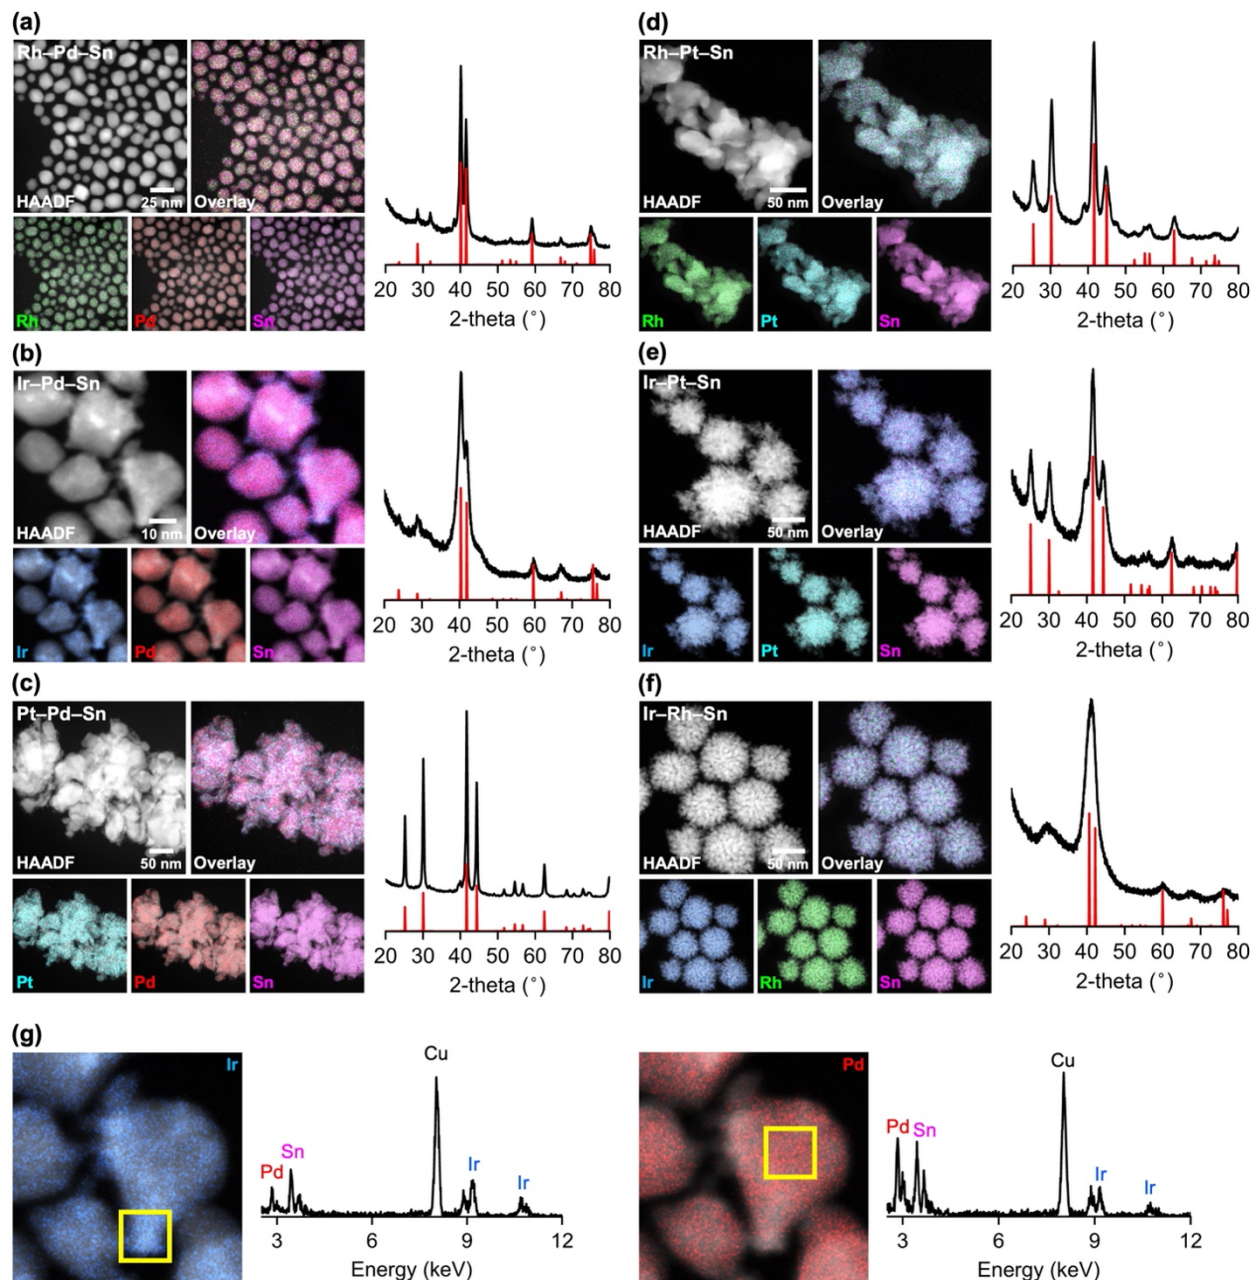 (a)
Rh–Pd–Sn
HAADF
25 nm
Overlay
Rh
Pd
Sn
20 30 40 50 60 70 80
2-theta (°)
(d)
Rh–Pt–Sn
HAADF
50 nm
Overlay
Rh
Pt
Sn
20 30 40 50 60 70 80
2-theta (°)
(b)
Ir–Pd–Sn
HAADF
10 nm
Overlay
Ir
Pd
Sn
20 30 40 50 60 70 80
2-theta (°)
(e)
Ir–Pt–Sn
HAADF
50 nm
Overlay
Ir
Pt
Sn
20 30 40 50 60 70 80
2-theta (°)
(c)
Pt–Pd–Sn
HAADF
50 nm
Overlay
Pt
Pd
Sn
20 30 40 50 60 70 80
2-theta (°)
(f)
Ir–Rh–Sn
HAADF
50 nm
Overlay
Ir
Rh
Sn
20 30 40 50 60 70 80
2-theta (°)
(g)
Ir
Cu
Pd
Sn
Ir
Ir
3 6 9 12
Energy (keV)
Pd
Cu
Pd
Sn
Ir
Ir
3 6 9 12
Energy (keV)